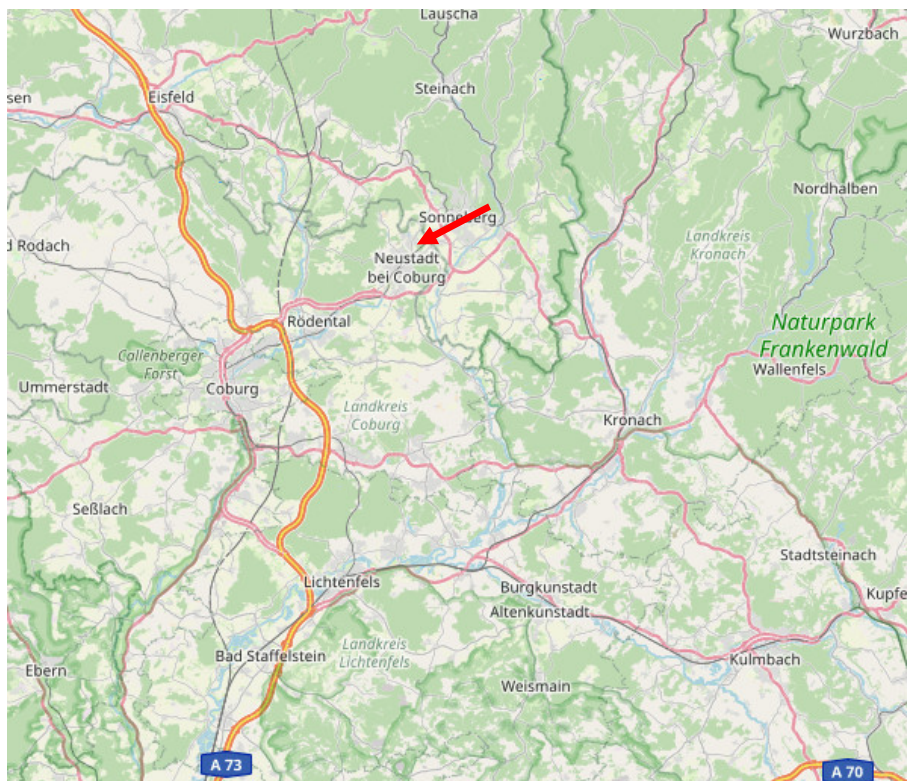 Lauscha
Wurzbach
Steinach
Eisfeld
sen
Nordhalben
Sonneberg
Landkreis
Kronach
d Rodach
Neustadt
bei Coburg
Rödental
Naturpark
Frankenwald
Callenberger
Forst
Wallenfels
Ummerstadt
Coburg
Landkreis
Coburg
Kronach
Seßlach
Stadtsteinach
Lichtenfels
Burgkunstadt
Kupfe
Altenkunstadt
Landkreis
Lichtenfels
Bad Staffelstein
Ebern
Kulmbach
Weismain
A 73
A 70